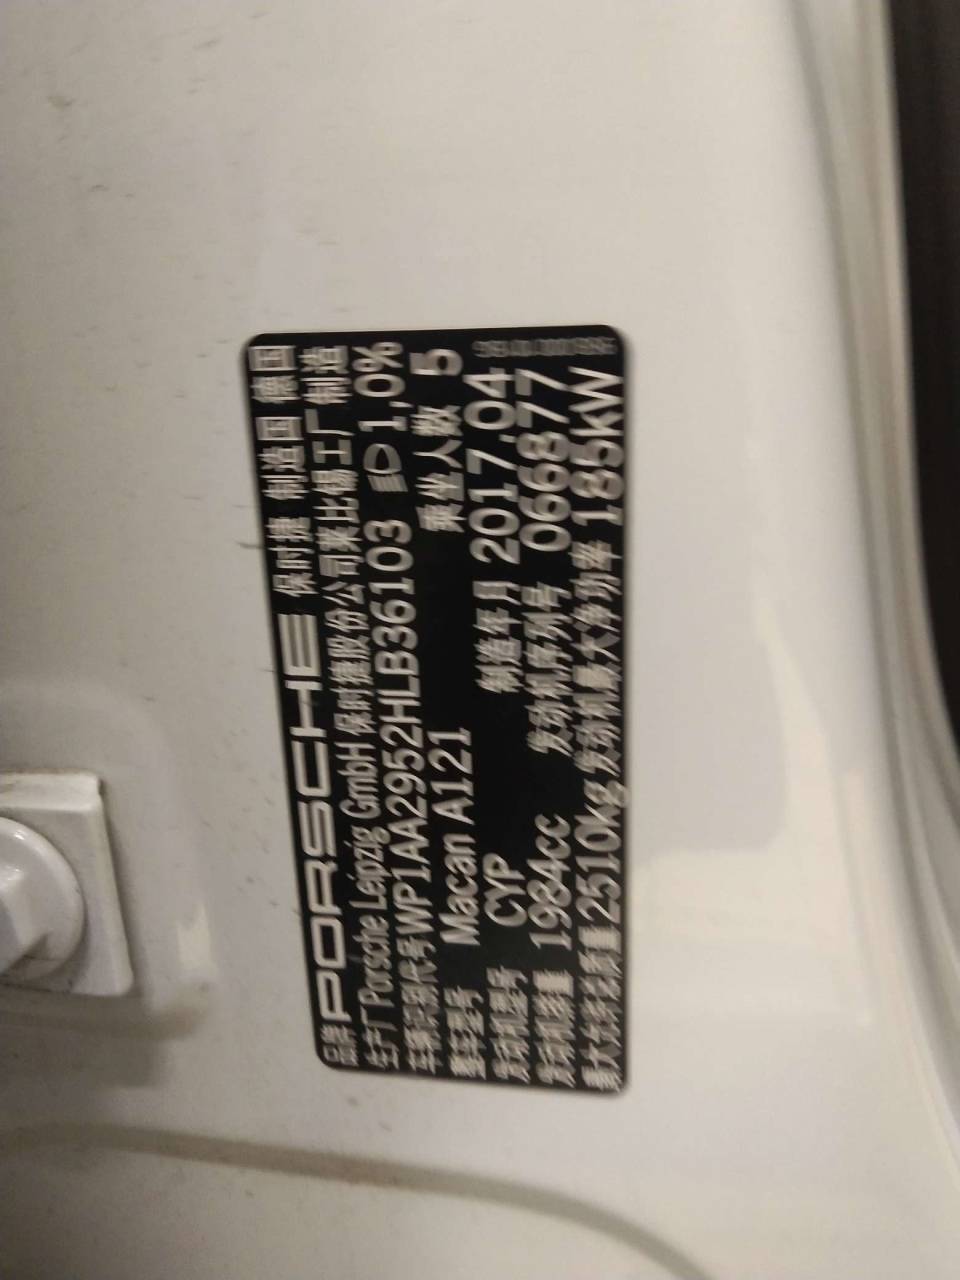 品牌 PORSCHE 保时捷 制造国 德国
生产厂 Porsche Leipzig GmbH 保时捷股份公司莱比锡工厂制造
车辆识别代号 WP1AA2952HLB36103 1,0%
整车型号 Macan A121 乘坐人数 5
发动机型号 CYP 制造年月 2017.04
发动机排量 1984cc 发动机序列号 066877
最大允许总质量 2510kg 发动机最大净功率 185kW